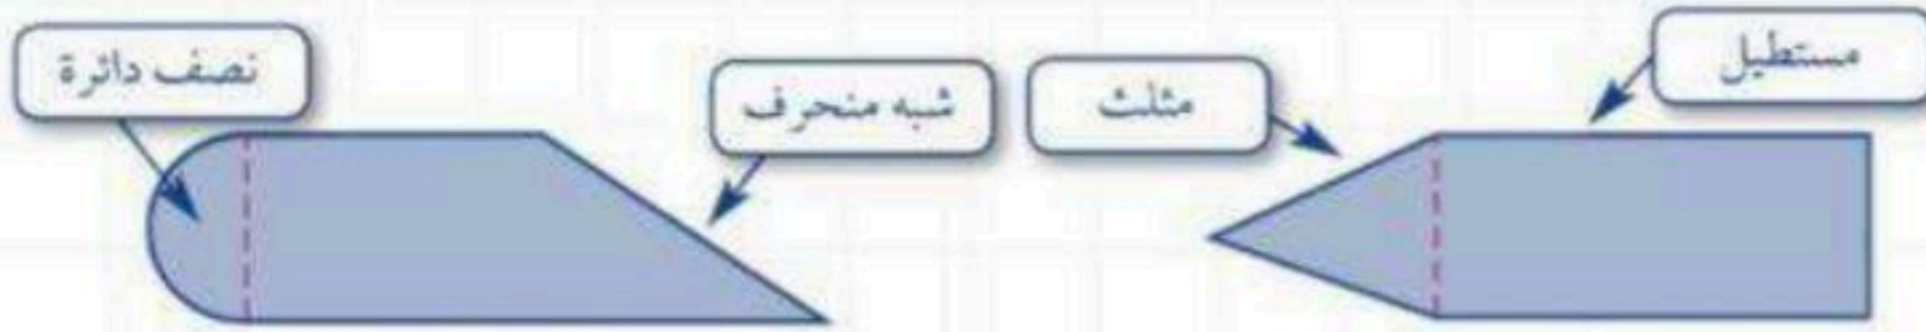 مستطيل
مثلث
شبه منحرف
نصف دائرة